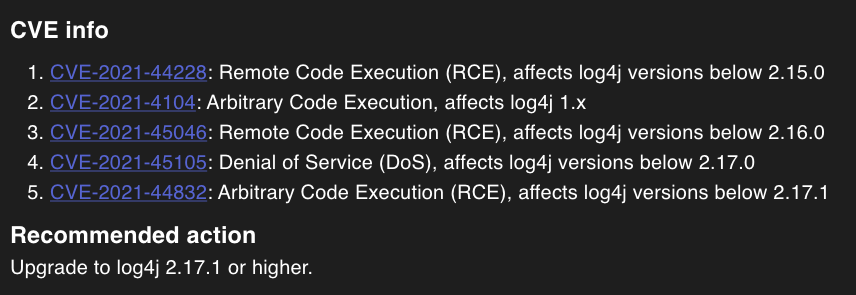 CVE info
1. CVE-2021-44228: Remote Code Execution (RCE), affects log4j versions below 2.15.0
2. CVE-2021-4104: Arbitrary Code Execution, affects log4j 1.x
3. CVE-2021-45046: Remote Code Execution (RCE), affects log4j versions below 2.16.0
4. CVE-2021-45105: Denial of Service (DoS), affects log4j versions below 2.17.0
5. CVE-2021-44832: Arbitrary Code Execution (RCE), affects log4j versions below 2.17.1
Recommended action
Upgrade to log4j 2.17.1 or higher.